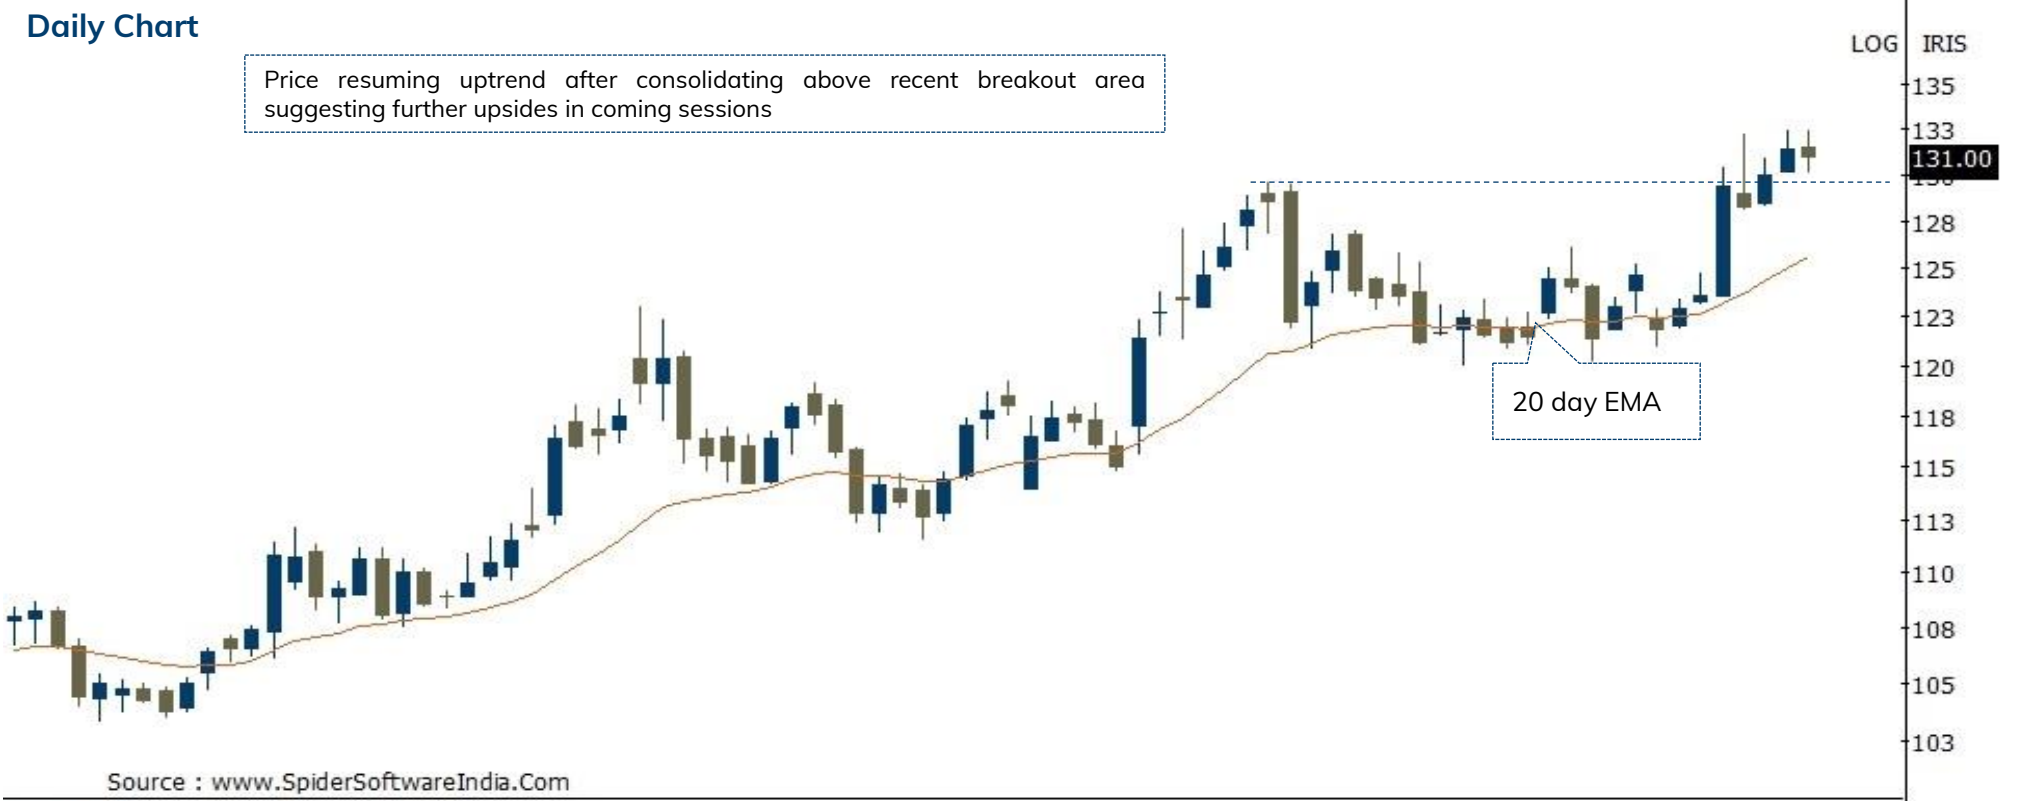 Daily Chart
Price resuming uptrend after consolidating above recent breakout area
suggesting further upsides in coming sessions
LOG IRIS
135
133
131.00
130
128
125
123
120
118
115
113
110
108
105
103
20 day EMA
Source : www.SpiderSoftwareIndia.Com